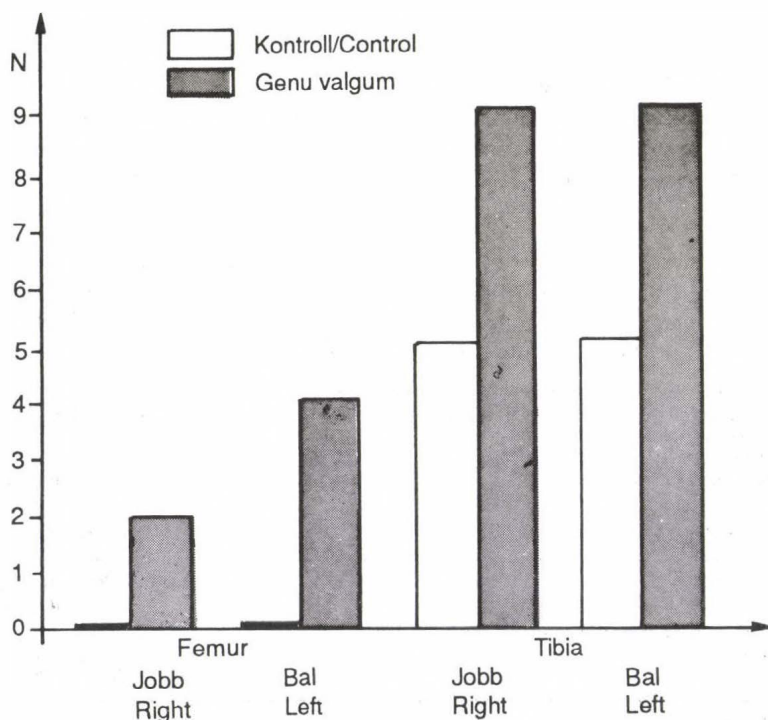 N
Kontroll/Control
Genu valgum
9
8
7
6
5
4
3
2
1
0
Femur Tibia
Jobb Bal Jobb Bal
Right Left Right Left